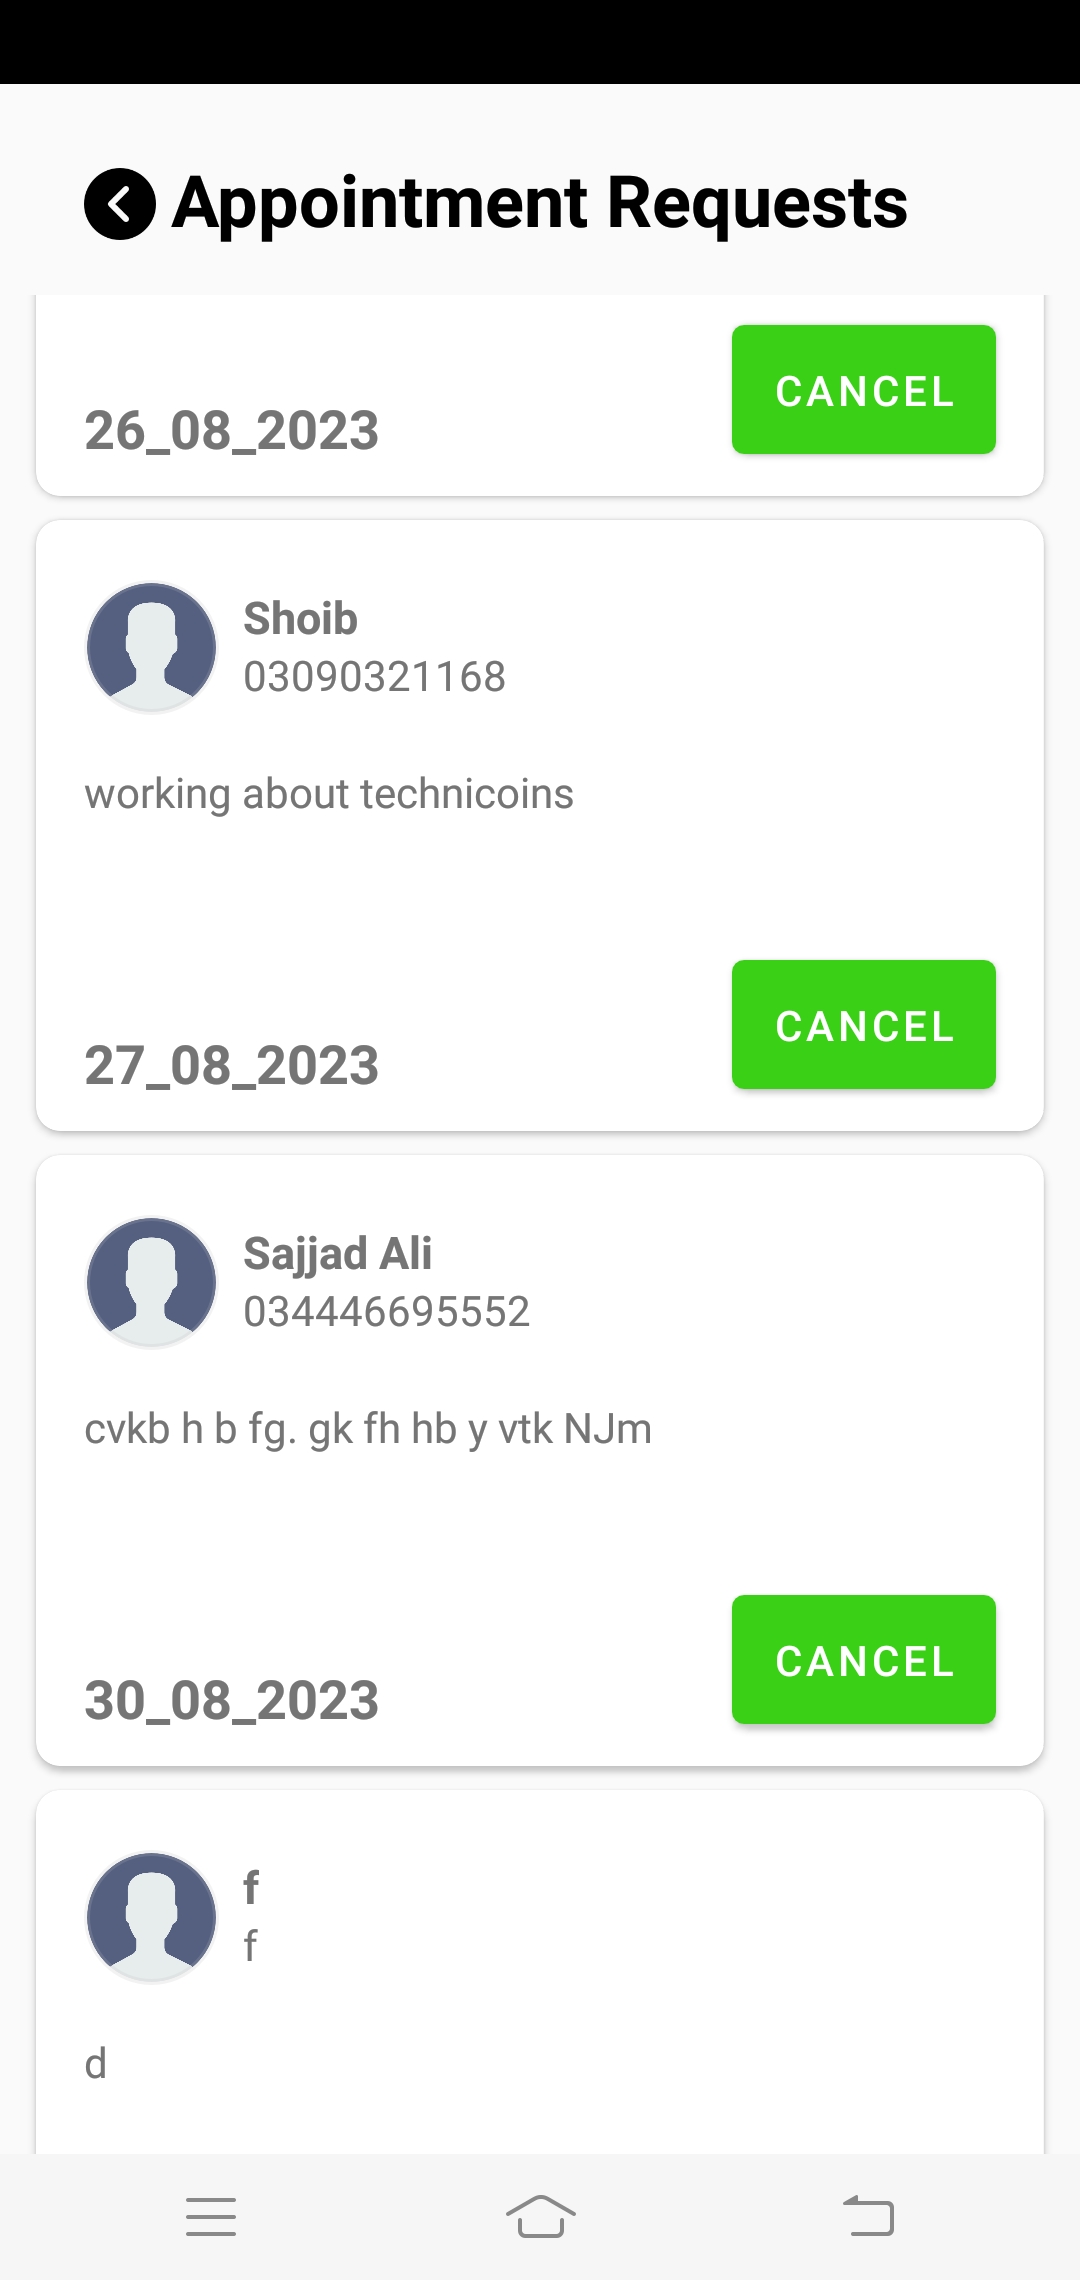 Appointment Requests
26_08_2023
CANCEL
Shoib
03090321168
working about technicoins
27_08_2023
CANCEL
Sajjad Ali
034446695552
cvkb h b fg. gk fh hb y vtk NJm
30_08_2023
CANCEL
f
f
d